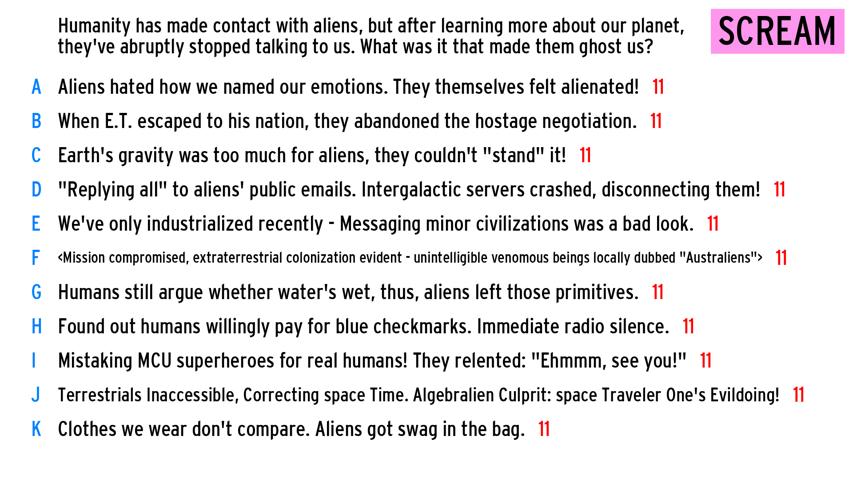 Humanity has made contact with aliens, but after learning more about our planet,
they've abruptly stopped talking to us. What was it that made them ghost us?
SCREAM
A Aliens hated how we named our emotions. They themselves felt alienated! 11
B When E.T. escaped to his nation, they abandoned the hostage negotiation. 11
C Earth's gravity was too much for aliens, they couldn't "stand" it! 11
D "Replying all" to aliens' public emails. Intergalactic servers crashed, disconnecting them! 11
E We've only industrialized recently - Messaging minor civilizations was a bad look. 11
F <Mission compromised, extraterrestrial colonization evident - unintelligible venomous beings locally dubbed "Australiens"> 11
G Humans still argue whether water's wet, thus, aliens left those primitives. 11
H Found out humans willingly pay for blue checkmarks. Immediate radio silence. 11
I Mistaking MCU superheroes for real humans! They relented: "Ehmmm, see you!" 11
J Terrestrials Inaccessible, Correcting space Time. Algebralien Culprit: space Traveler One's Evildoing! 11
K Clothes we wear don't compare. Aliens got swag in the bag. 11